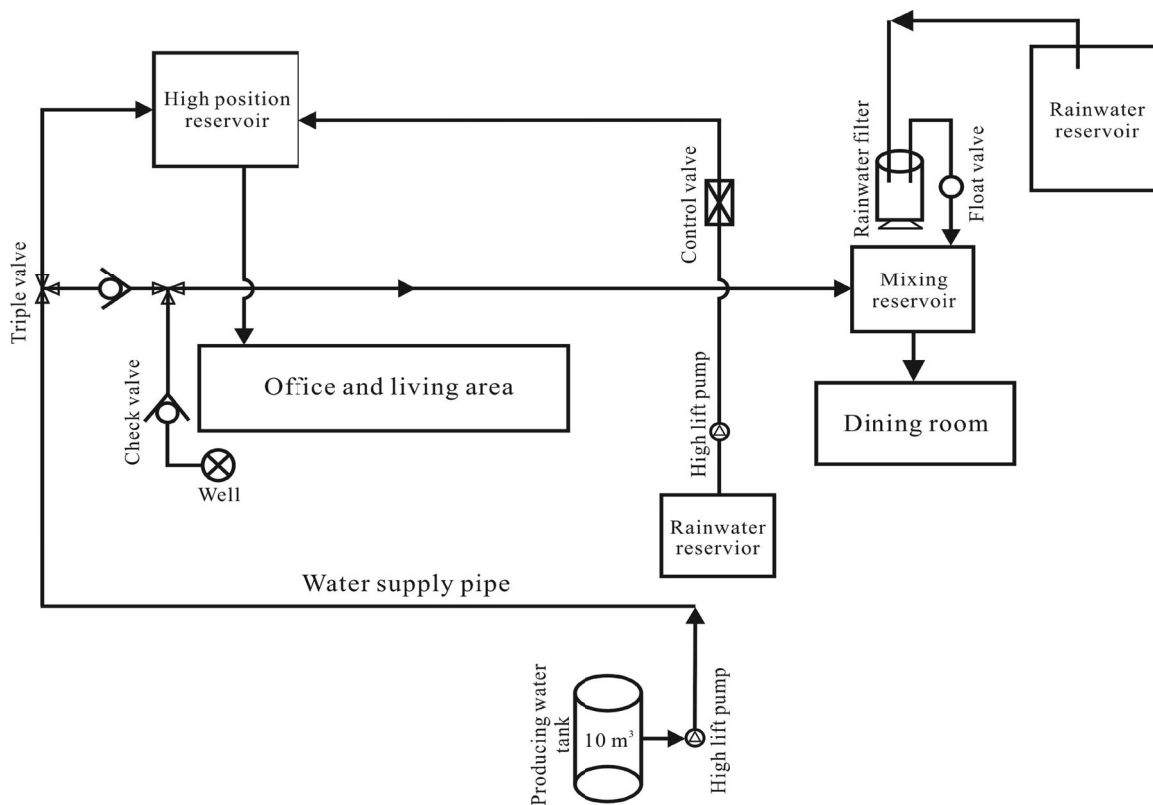 High position
reservoir
Rainwater
reservoir
Rainwater filter
Float valve
Control valve
Mixing
reservoir
Triple valve
Office and living area
Check valve
High lift pump
Dining room
Well
Rainwater
reservior
Water supply pipe
Producing water
tank
10 m³
High lift pump